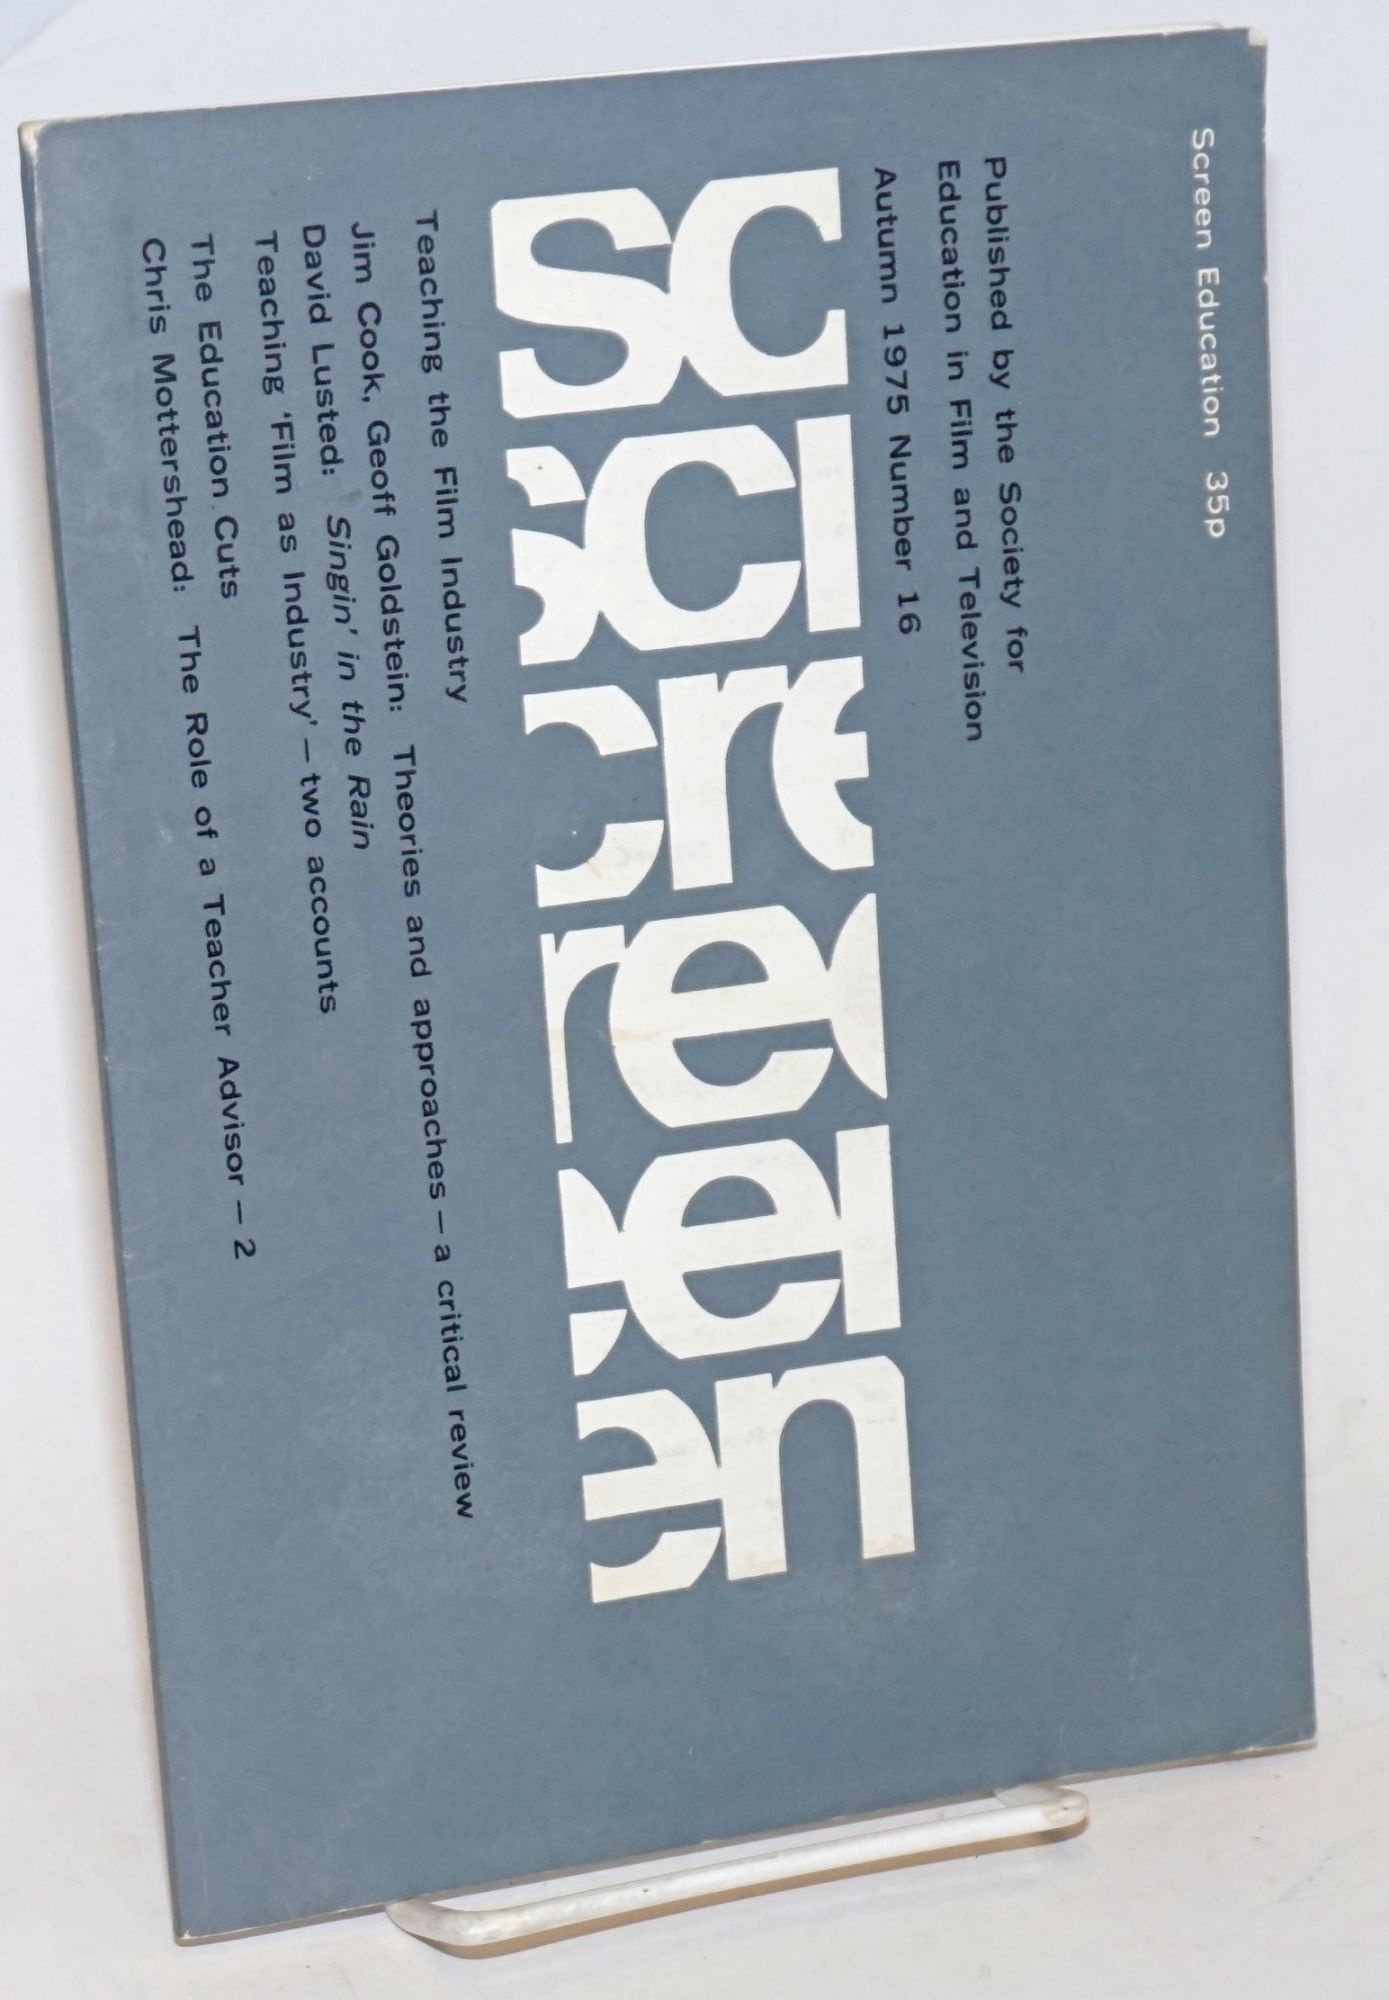 Screen Education 35p
Published by the Society for
Education in Film and Television
Autumn 1975 Number 16
screen
Teaching the Film Industry
Jim Cook, Geoff Goldstein: Theories and approaches — a critical review
David Lusted: Singin' in the Rain
Teaching 'Film as Industry' — two accounts
The Education Cuts
Chris Mottershead: The Role of a Teacher Advisor — 2